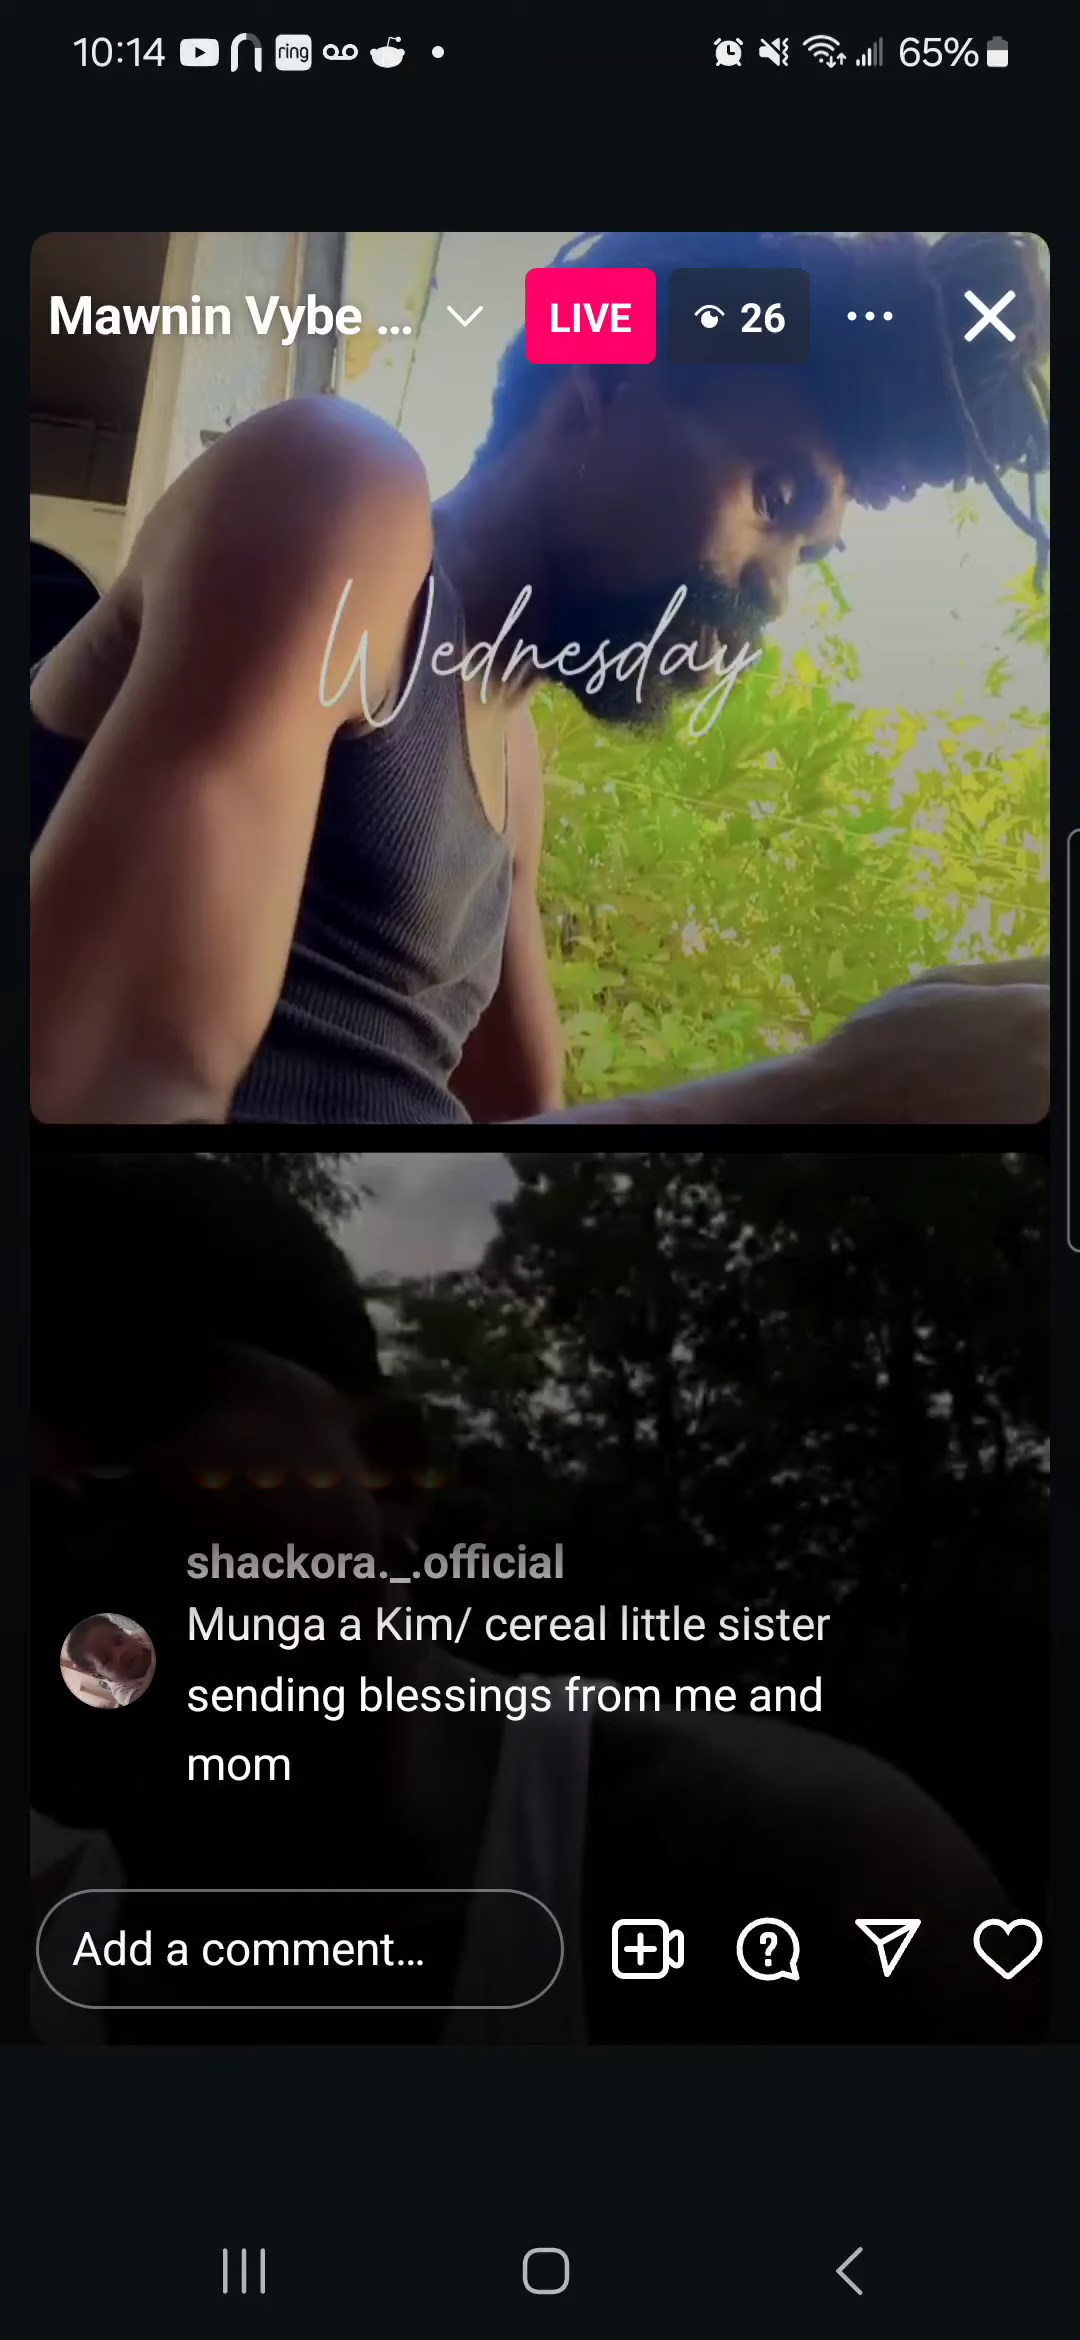 10:14 ring 65%
Mawnin Vybe ... LIVE 26
Wednesday
shackora._.official
Munga a Kim/ cereal little sister
sending blessings from me and
mom
Add a comment...